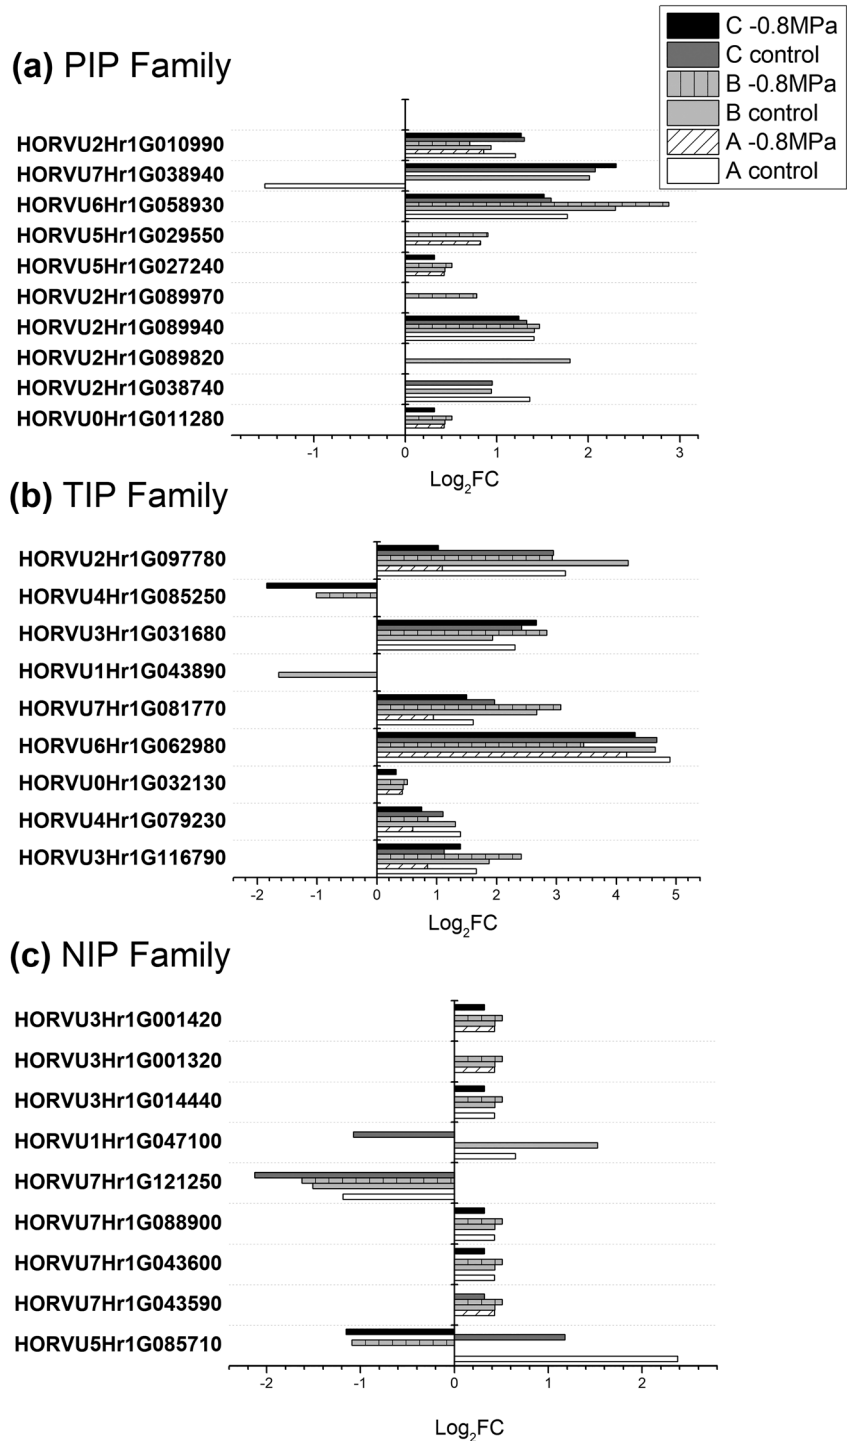 C -0.8MPa
C control
B -0.8MPa
B control
A -0.8MPa
A control
(a) PIP Family
HORVU2Hr1G010990
HORVU7Hr1G038940
HORVU6Hr1G058930
HORVU5Hr1G029550
HORVU5Hr1G027240
HORVU2Hr1G089970
HORVU2Hr1G089940
HORVU2Hr1G089820
HORVU2Hr1G038740
HORVU0Hr1G011280
-1 0 1 2 3
Log2FC
(b) TIP Family
HORVU2Hr1G097780
HORVU4Hr1G085250
HORVU3Hr1G031680
HORVU1Hr1G043890
HORVU7Hr1G081770
HORVU6Hr1G062980
HORVU0Hr1G032130
HORVU4Hr1G079230
HORVU3Hr1G116790
-2 -1 0 1 2 3 4 5
Log2FC
(c) NIP Family
HORVU3Hr1G001420
HORVU3Hr1G001320
HORVU3Hr1G014440
HORVU1Hr1G047100
HORVU7Hr1G121250
HORVU7Hr1G088900
HORVU7Hr1G043600
HORVU7Hr1G043590
HORVU5Hr1G085710
-2 -1 0 1 2
Log2FC